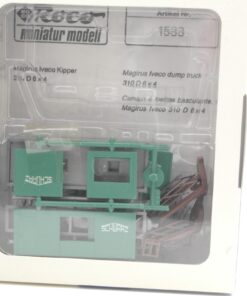 Roco
miniatur modell
Artikel nr.
1533
Magirus Iveco Kipper
310 D 6x4
Magirus Iveco dump truck
310 D 6x4
Camion à benne basculante
Magirus Iveco 310 D 6x4